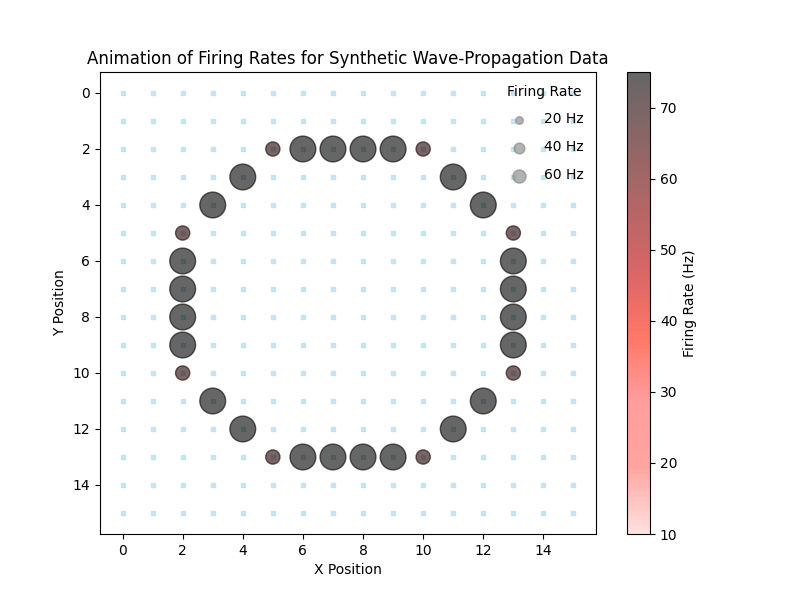 Animation of Firing Rates for Synthetic Wave-Propagation Data
Firing Rate
20 Hz
40 Hz
60 Hz
0
2
4
6
8
10
12
14
Y Position
0 2 4 6 8 10 12 14
X Position
70
60
50
40
30
20
10
Firing Rate (Hz)